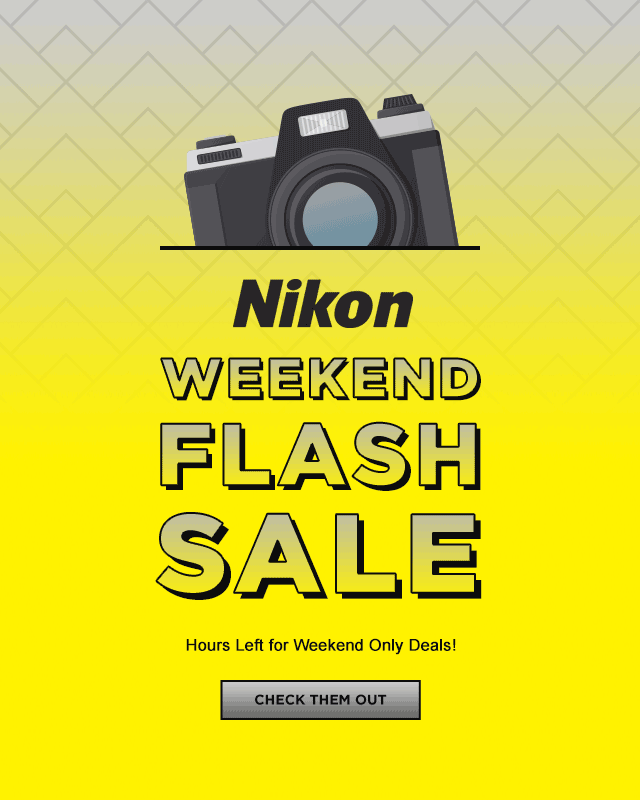 Nikon
WEEKEND
FLASH
SALE
Hours Left for Weekend Only Deals!
CHECK THEM OUT